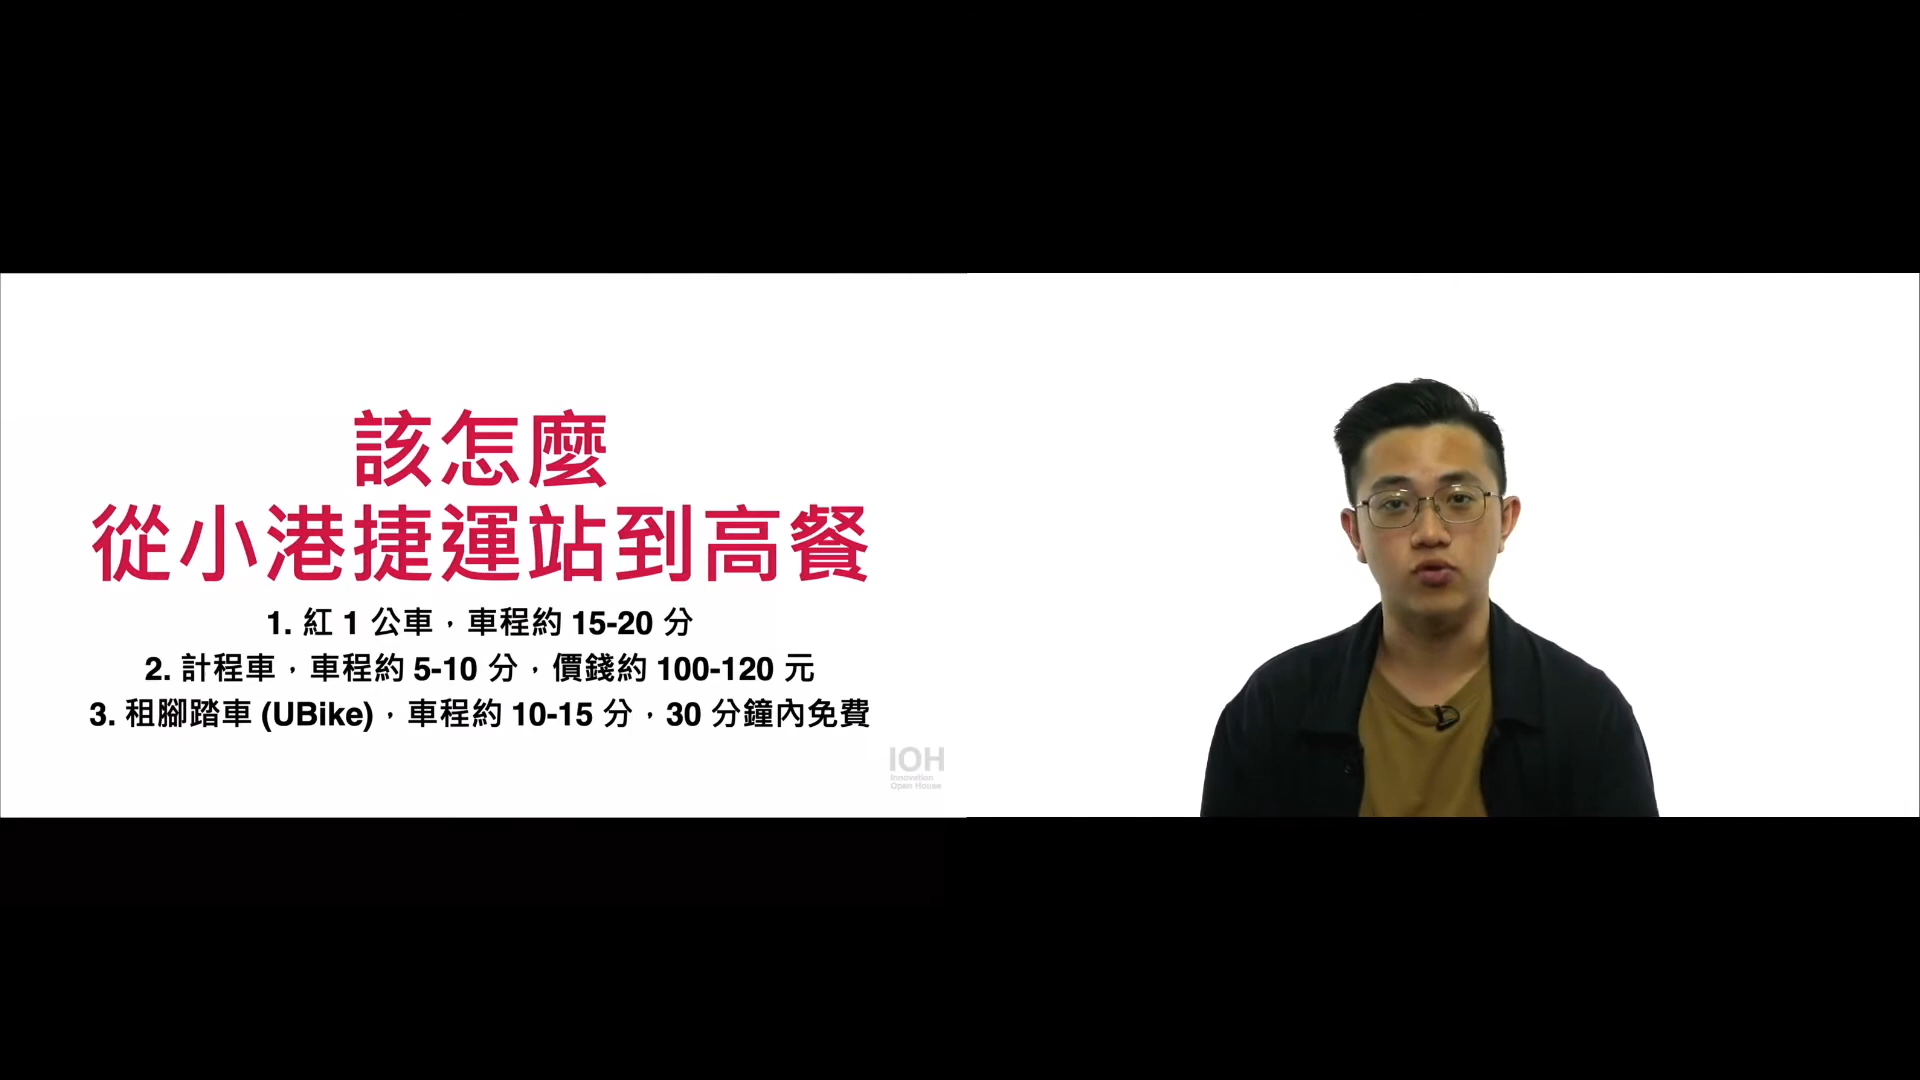 該怎麼
從小港捷運站到高餐
1. 紅 1 公車，車程約 15-20 分
2. 計程車，車程約 5-10 分，價錢約 100-120 元
3. 租腳踏車 (UBike)，車程約 10-15 分，30 分鐘內免費
IOH
Innovation
Open House